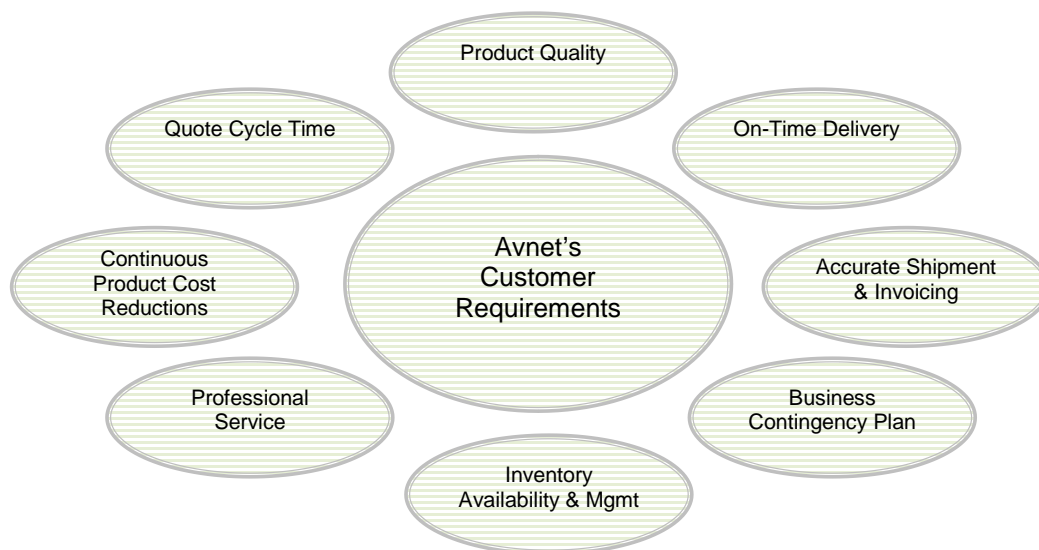 Product Quality
Quote Cycle Time
On-Time Delivery
Avnet’s
Customer
Requirements
Continuous
Product Cost
Reductions
Accurate Shipment
& Invoicing
Professional
Service
Business
Contingency Plan
Inventory
Availability & Mgmt